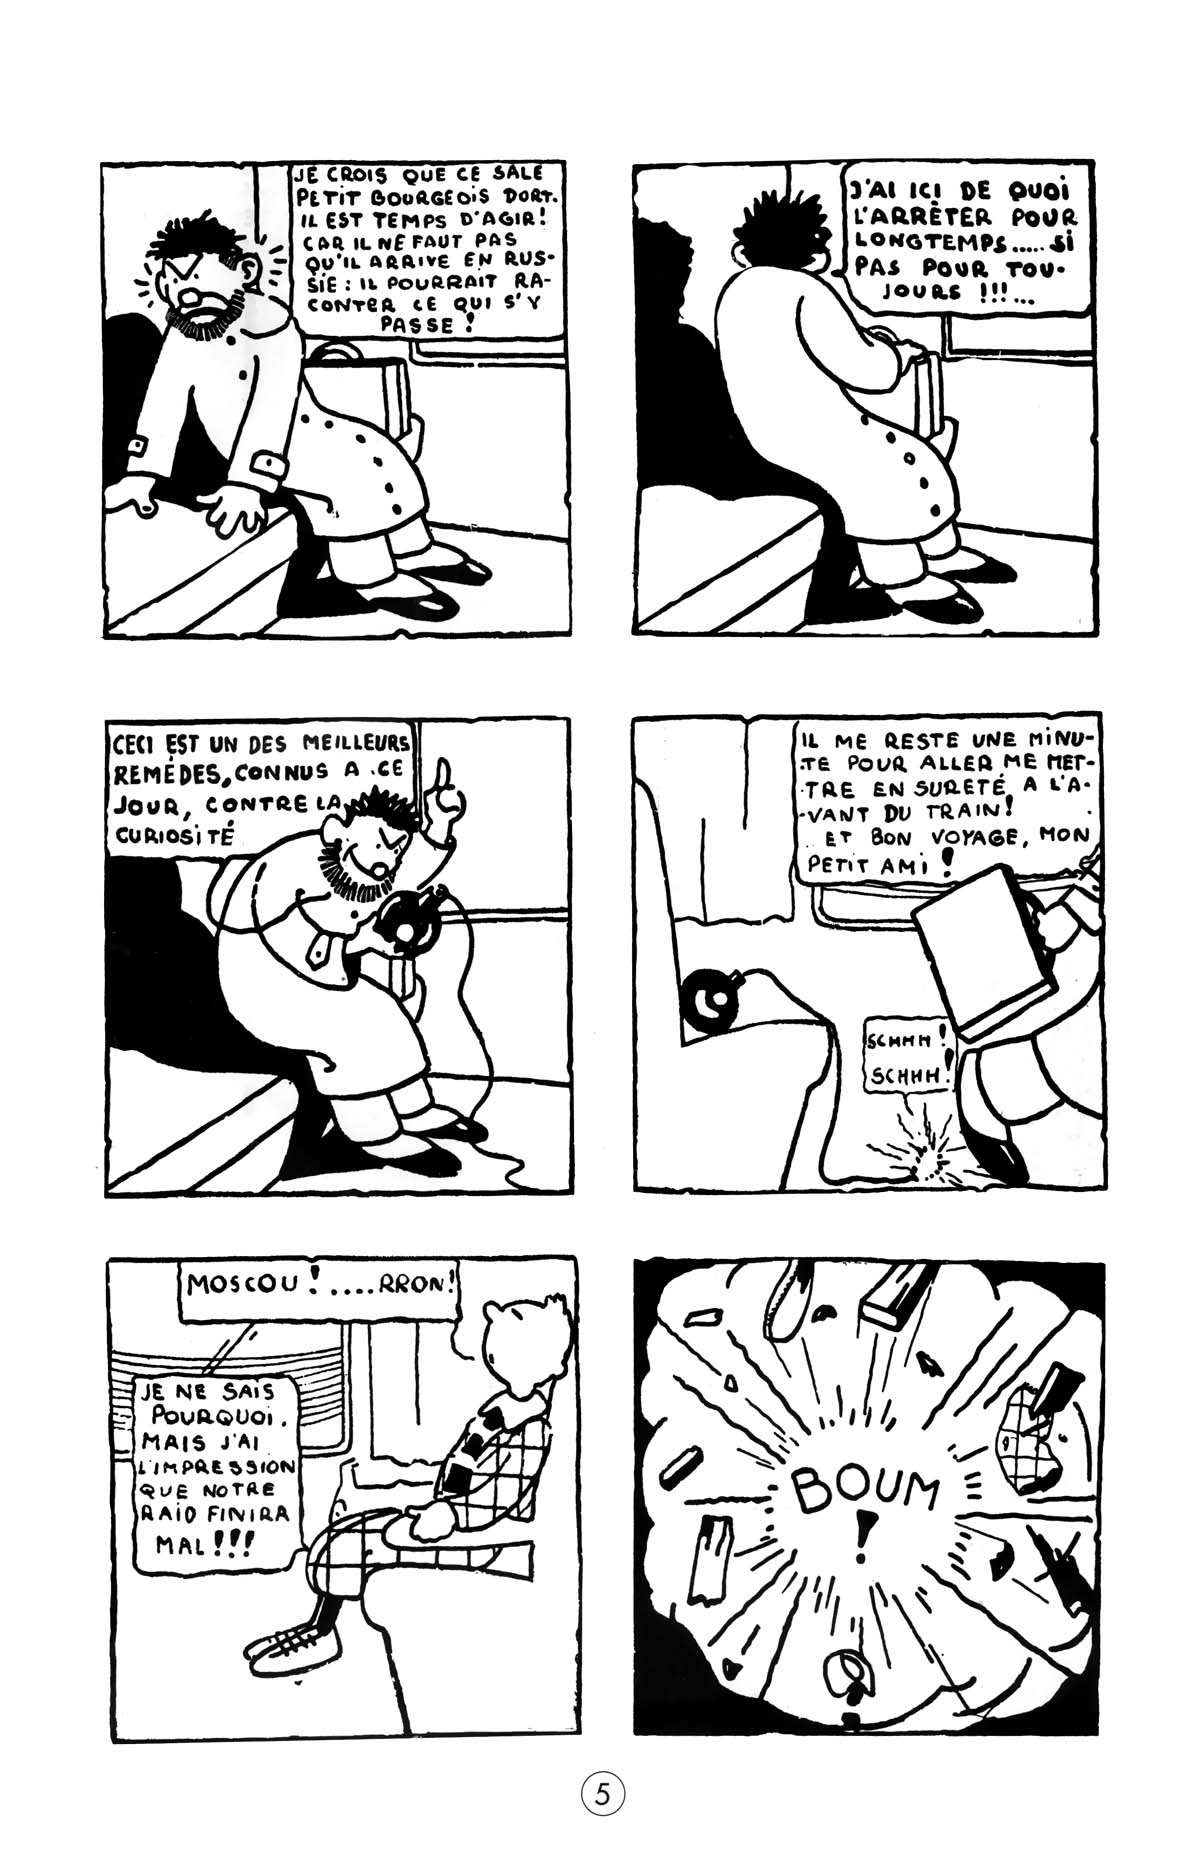 JE CROIS QUE CE SALE
PETIT BOURGEOIS DORT.
IL EST TEMPS D'AGIR!
CAR IL NE FAUT PAS
QU'IL ARRIVE EN RUS-
SIE: IL POURRAIT RA-
CONTER CE QUI S'Y
PASSE!
J'AI ICI DE QUOI
L'ARRÊTER POUR
LONGTEMPS..... SI
PAS POUR TOU-
JOURS !!!...
CECI EST UN DES MEILLEURS
REMÉDES, CONNUS A CE
JOUR, CONTRE LA
CURIOSITÉ
IL ME RESTE UNE MINU-
TE POUR ALLER ME MET-
TRE EN SURETÉ, A L'A-
VANT DU TRAIN!
ET BON VOYAGE, MON
PETIT AMI!
SCHHH!
SCHHH!
MOSCOU!....RRON!
JE NE SAIS
POURQUOI.
MAIS J'AI
L'IMPRESSION
QUE NOTRE
RAID FINIRA
MAL!!!
BOUM
!
5